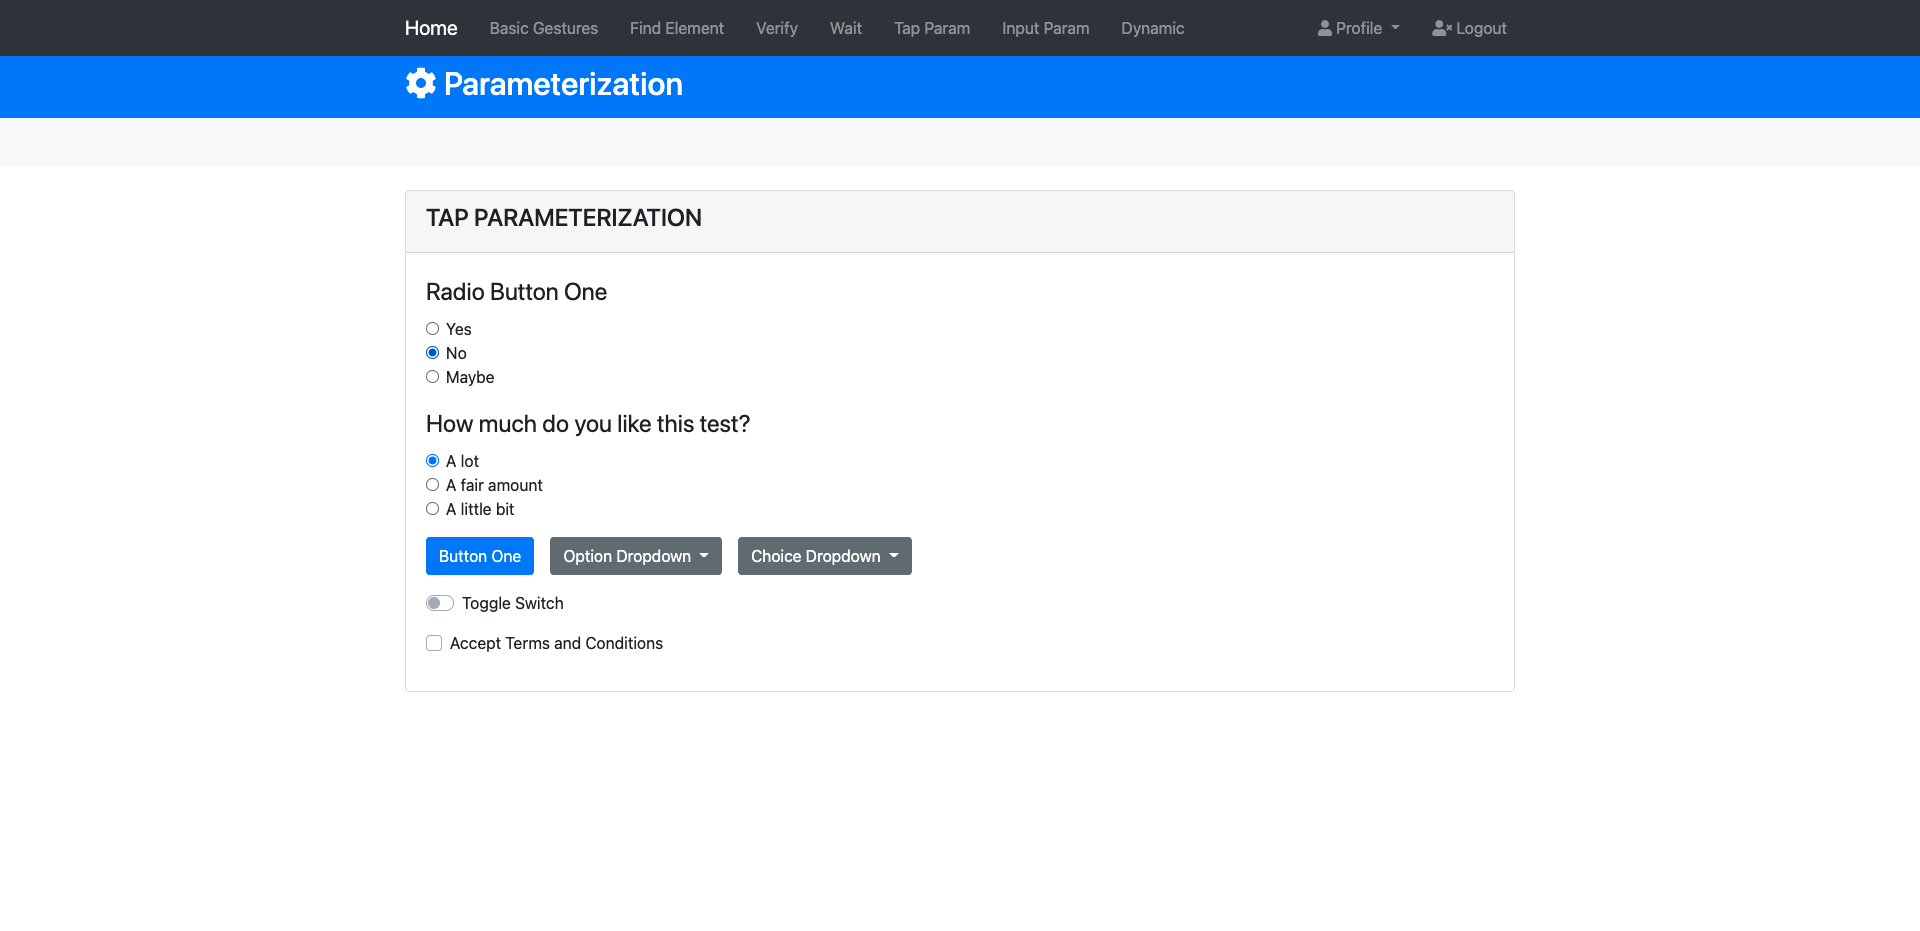 Home Basic Gestures Find Element Verify Wait Tap Param Input Param Dynamic Profile Logout
Parameterization
TAP PARAMETERIZATION
Radio Button One
Yes
No
Maybe
How much do you like this test?
A lot
A fair amount
A little bit
Button One Option Dropdown Choice Dropdown
Toggle Switch
Accept Terms and Conditions